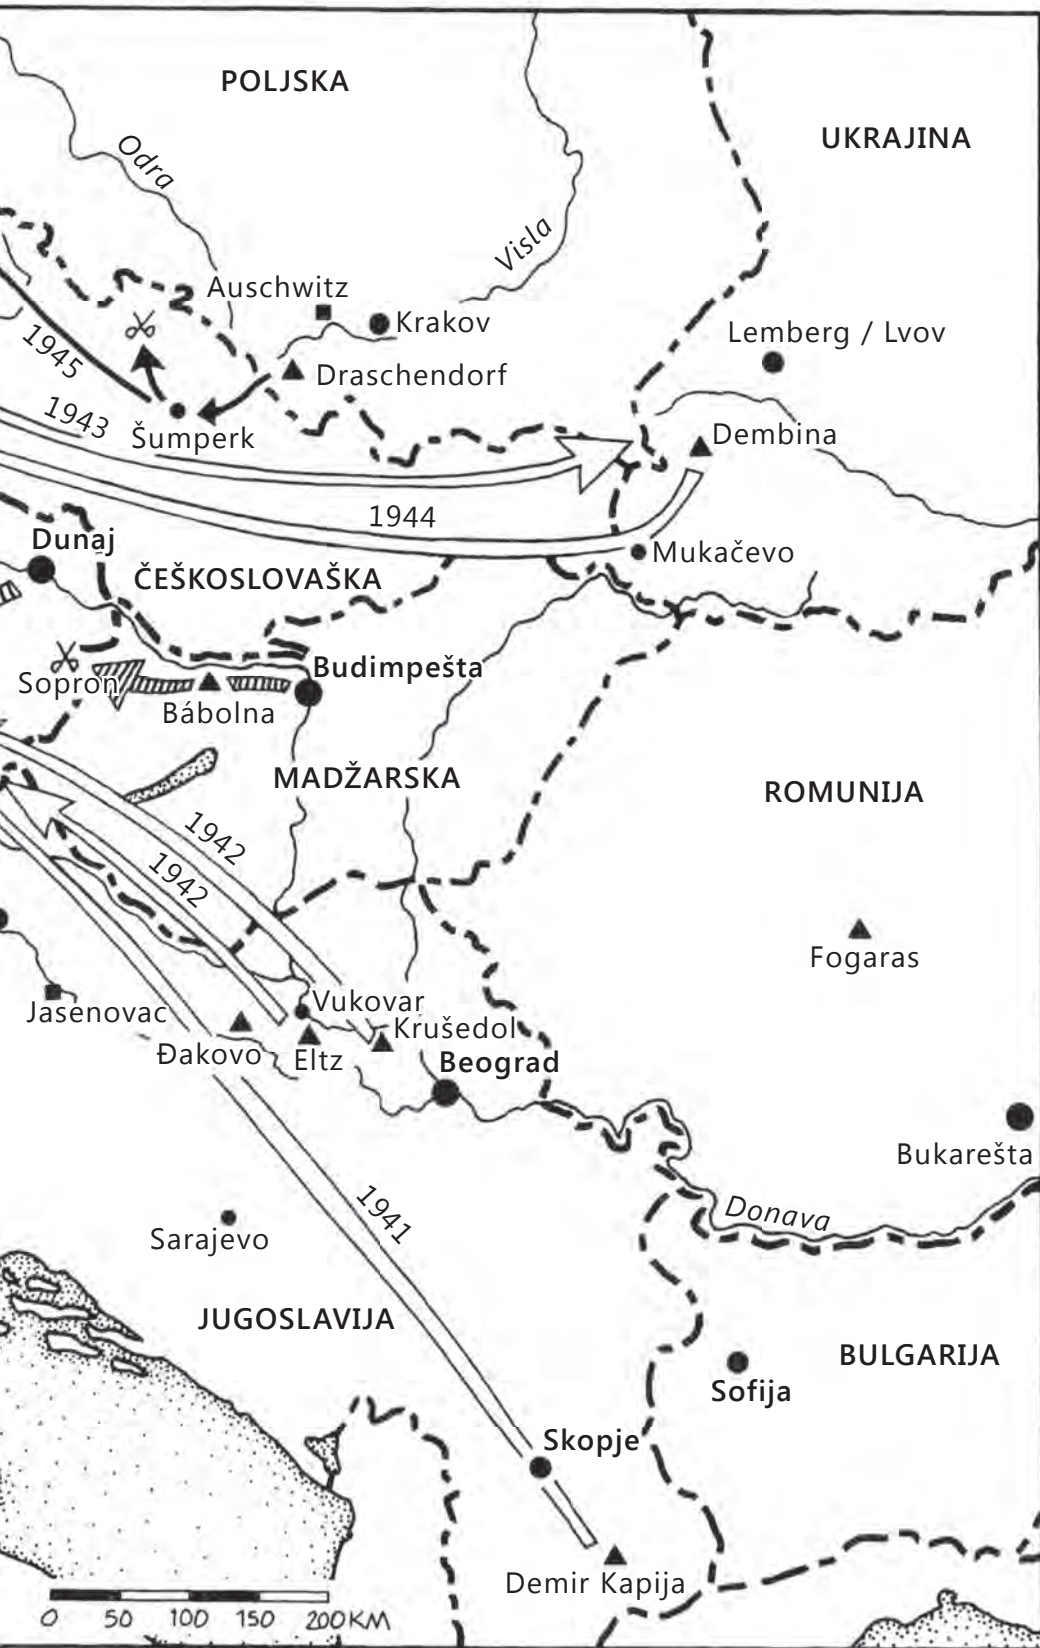 POLJSKA
UKRAJINA
Odra
Visla
Auschwitz
Krakov
Lemberg / Lvov
1945
Draschendorf
1943
Šumperk
Dembina
1944
Dunaj
Mukačevo
ČEŠKOSLOVAŠKA
Budimpešta
Sopron
Bábolna
MADŽARSKA
ROMUNIJA
1942
1942
Fogaras
Vukovar
Jasenovac
Krušedol
Đakovo
Eltz
Beograd
Bukarešta
1941
Donava
Sarajevo
JUGOSLAVIJA
BULGARIJA
Sofija
Skopje
Demir Kapija
0 50 100 150 200 KM